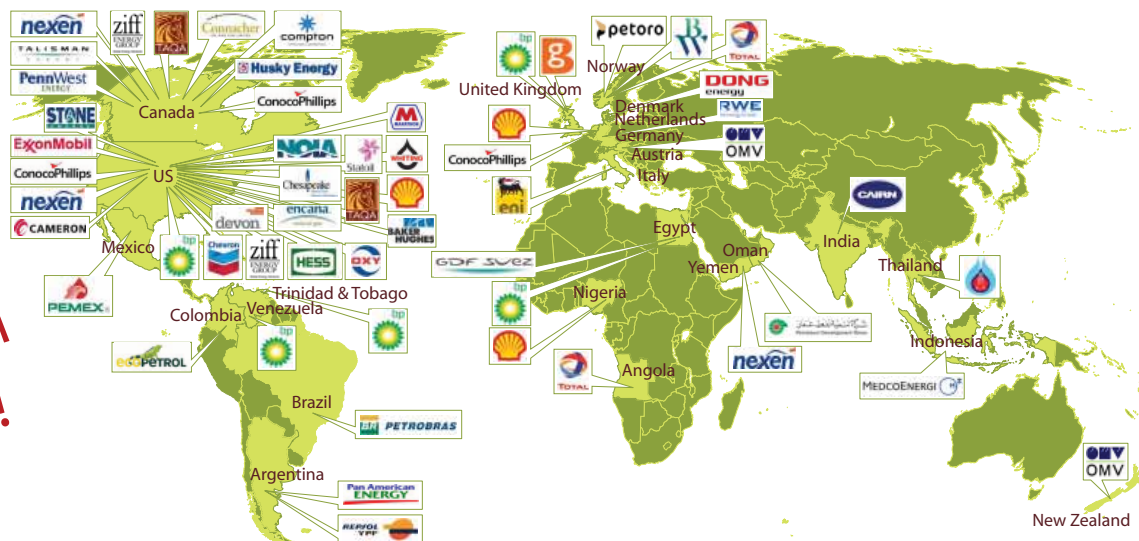 nexen
ziff
ENERGY
GROUP
TAQA
Connacher
compton
TALISMAN
ENERGY
Husky Energy
PennWest
ENERGY
ConocoPhillips
Canada
STONE
ExxonMobil
ConocoPhillips
nexen
CAMERON
US
M
MARATHON
NOIA
Statoil
WHITING
Chesapeake
TAQA
devon
encana
BAKER
HUGHES
bp
Chevron
ziff
ENERGY
GROUP
HESS
OXY
Mexico
PEMEX
Trinidad & Tobago
bp
Venezuela
bp
Colombia
ecopetrol
Brazil
BR PETROBRAS
Argentina
Pan American
ENERGY
REPSOL
YPF
bp
g
United Kingdom
petoro
BW
TOTAL
Norway
DONG
energy
Denmark
Netherlands
RWE
Germany
OMV
OMV
Austria
Italy
ConocoPhillips
eni
Egypt
GDF SUEZ
bp
Nigeria
TOTAL
Angola
Oman
Yemen
nexen
CAIRN
India
Thailand
Indonesia
MEDCOENERGI
OMV
OMV
New Zealand